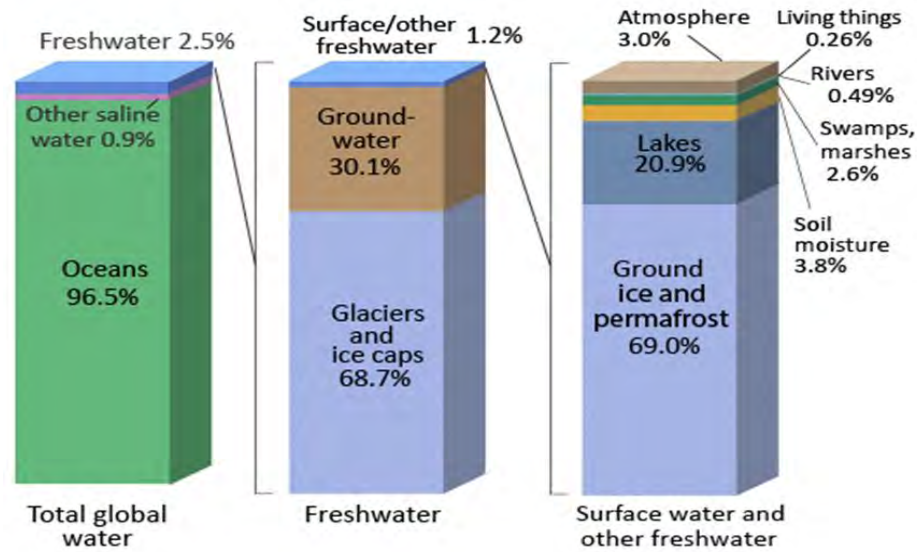 Freshwater 2.5%
Other saline
water 0.9%
Oceans
96.5%
Total global
water
Surface/other
freshwater 1.2%
Ground-
water
30.1%
Glaciers
and
ice caps
68.7%
Freshwater
Atmosphere
3.0%
Living things
0.26%
Rivers
0.49%
Swamps,
marshes
2.6%
Soil
moisture
3.8%
Lakes
20.9%
Ground
ice and
permafrost
69.0%
Surface water and
other freshwater